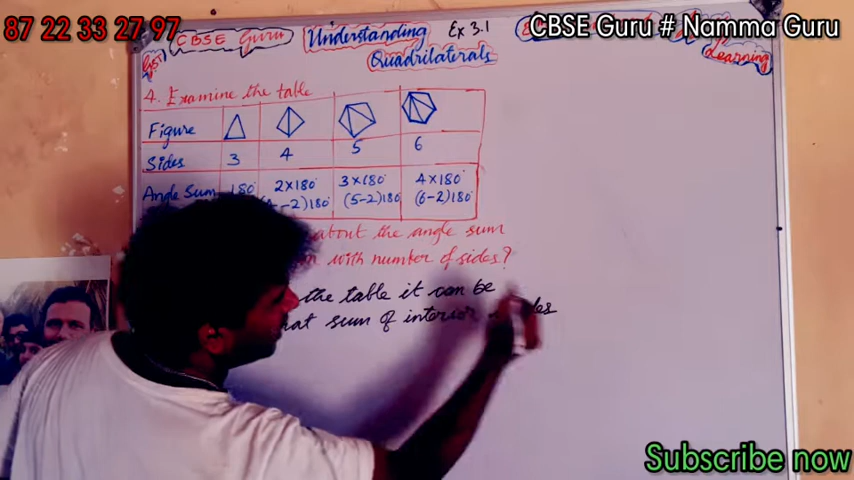 87 22 33 27 97
CBSE Guru # Namma Guru
CBSE Guru
Understanding
Quadrilaterals
Ex 3.1
Learning
4. Examine the table
Figure
Sides 3 4 5 6
Angle Sum 180° 2×180° 3×180° 4×180°
-2)180 (5-2)180 (6-2)180°
about the angle sum
with number of sides?
the table it can be
sum of interior
Subscribe now